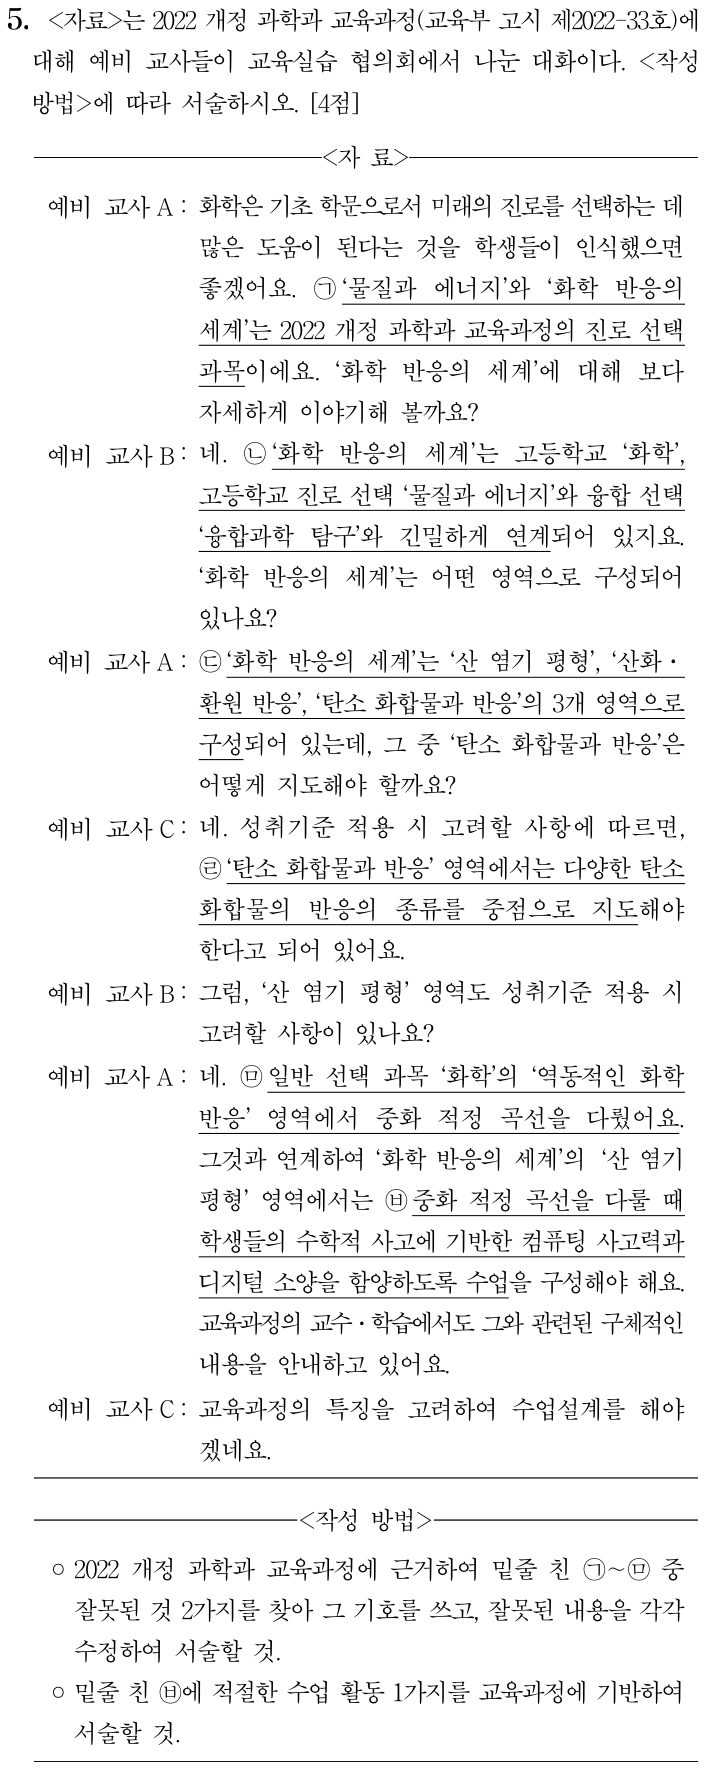 5. <자료>는 2022 개정 과학과 교육과정(교육부 고시 제2022-33호)에
대해 예비 교사들이 교육실습 협의회에서 나눈 대화이다. <작성
방법>에 따라 서술하시오. [4점]
<자 료>
예비 교사 A : 화학은 기초 학문으로서 미래의 진로를 선택하는 데
많은 도움이 된다는 것을 학생들이 인식했으면
좋겠어요. ㉠ ‘물질과 에너지’와 ‘화학 반응의
세계’는 2022 개정 과학과 교육과정의 진로 선택
과목이에요. ‘화학 반응의 세계’에 대해 보다
자세하게 이야기해 볼까요?
예비 교사 B : 네. ㉡ ‘화학 반응의 세계’는 고등학교 ‘화학’,
고등학교 진로 선택 ‘물질과 에너지’와 융합 선택
‘융합과학 탐구’와 긴밀하게 연계되어 있지요.
‘화학 반응의 세계’는 어떤 영역으로 구성되어
있나요?
예비 교사 A : ㉢ ‘화학 반응의 세계’는 ‘산 염기 평형’, ‘산화·
환원 반응’, ‘탄소 화합물과 반응’의 3개 영역으로
구성되어 있는데, 그 중 ‘탄소 화합물과 반응’은
어떻게 지도해야 할까요?
예비 교사 C : 네. 성취기준 적용 시 고려할 사항에 따르면,
㉣ ‘탄소 화합물과 반응’ 영역에서는 다양한 탄소
화합물의 반응의 종류를 중점으로 지도해야
한다고 되어 있어요.
예비 교사 B : 그럼, ‘산 염기 평형’ 영역도 성취기준 적용 시
고려할 사항이 있나요?
예비 교사 A : 네. ㉤ 일반 선택 과목 ‘화학’의 ‘역동적인 화학
반응’ 영역에서 중화 적정 곡선을 다뤘어요.
그것과 연계하여 ‘화학 반응의 세계’의 ‘산 염기
평형’ 영역에서는 ㉥ 중화 적정 곡선을 다룰 때
학생들의 수학적 사고에 기반한 컴퓨팅 사고력과
디지털 소양을 함양하도록 수업을 구성해야 해요.
교육과정의 교수·학습에서도 그와 관련된 구체적인
내용을 안내하고 있어요.
예비 교사 C : 교육과정의 특징을 고려하여 수업설계를 해야
겠네요.
<작성 방법>
○ 2022 개정 과학과 교육과정에 근거하여 밑줄 친 ㉠~㉤ 중
잘못된 것 2가지를 찾아 그 기호를 쓰고, 잘못된 내용을 각각
수정하여 서술할 것.
○ 밑줄 친 ㉥에 적절한 수업 활동 1가지를 교육과정에 기반하여
서술할 것.